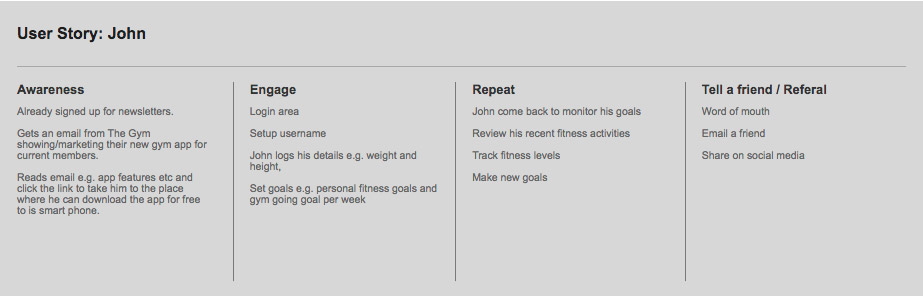 User Story: John
Awareness
Already signed up for newsletters.
Gets an email from The Gym
showing/marketing their new gym app for
current members.
Reads email e.g. app features etc and
click the link to take him to the place
where he can download the app for free
to is smart phone.
Engage
Login area
Setup username
John logs his details e.g. weight and
height,
Set goals e.g. personal fitness goals and
gym going goal per week
Repeat
John come back to monitor his goals
Review his recent fitness activities
Track fitness levels
Make new goals
Tell a friend / Referal
Word of mouth
Email a friend
Share on social media